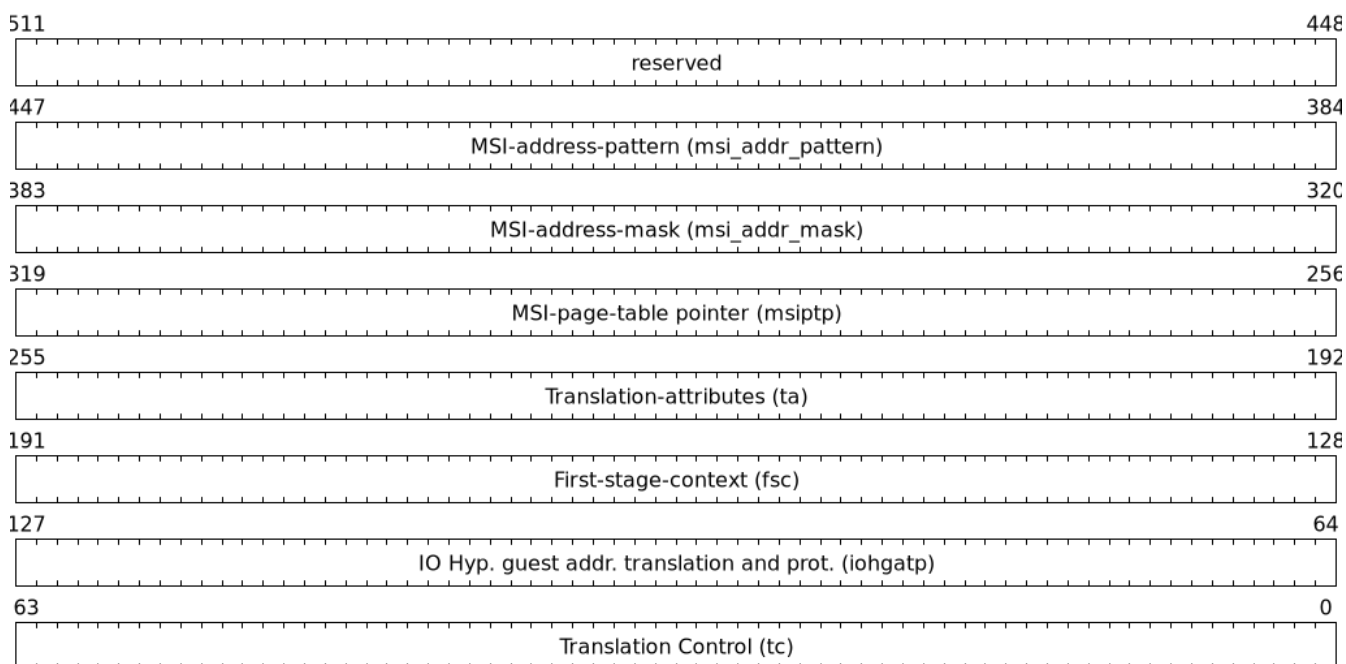 511 448
reserved
447 384
MSI-address-pattern (msi_addr_pattern)
383 320
MSI-address-mask (msi_addr_mask)
319 256
MSI-page-table pointer (msiptp)
255 192
Translation-attributes (ta)
191 128
First-stage-context (fsc)
127 64
IO Hyp. guest addr. translation and prot. (iohgatp)
63 0
Translation Control (tc)